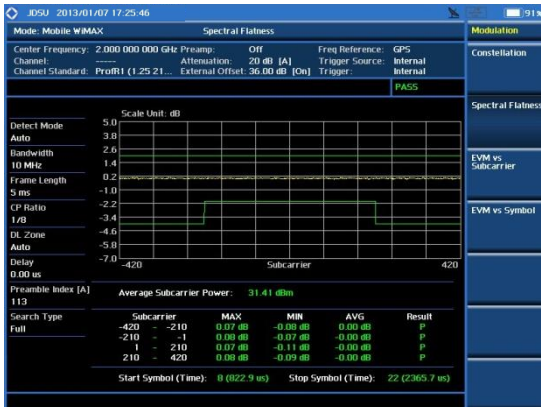 JDSU 2013/01/07 17:25:46
91%
Mode: Mobile WiMAX Spectral Flatness
Modulation
Center Frequency: 2.000 000 000 GHz Preamp: Off Freq Reference: GPS
Channel: ----- Attenuation: 20 dB [A] Trigger Source: Internal
Channel Standard: ProfR1 (1.25 21... External Offset: 36.00 dB [On] Trigger: Internal
PASS
Constellation
Spectral Flatness
EVM vs
Subcarrier
EVM vs Symbol
Detect Mode
Auto
Bandwidth
10 MHz
Frame Length
5 ms
CP Ratio
1/8
DL Zone
Auto
Delay
0.00 us
Preamble Index [A]
113
Search Type
Full
Scale Unit: dB
5.0
3.8
2.6
1.4
0.2
-1.0
-2.2
-3.4
-4.6
-5.8
-7.0
-420 Subcarrier 420
Average Subcarrier Power: 31.41 dBm
Subcarrier MAX MIN AVG Result
-420 - -210 0.07 dB -0.08 dB 0.00 dB P
-210 - -1 0.08 dB -0.07 dB -0.00 dB P
1 - 210 0.07 dB -0.11 dB -0.00 dB P
210 - 420 0.08 dB -0.09 dB -0.00 dB P
Start Symbol (Time): 8 (822.9 us) Stop Symbol (Time): 22 (2365.7 us)